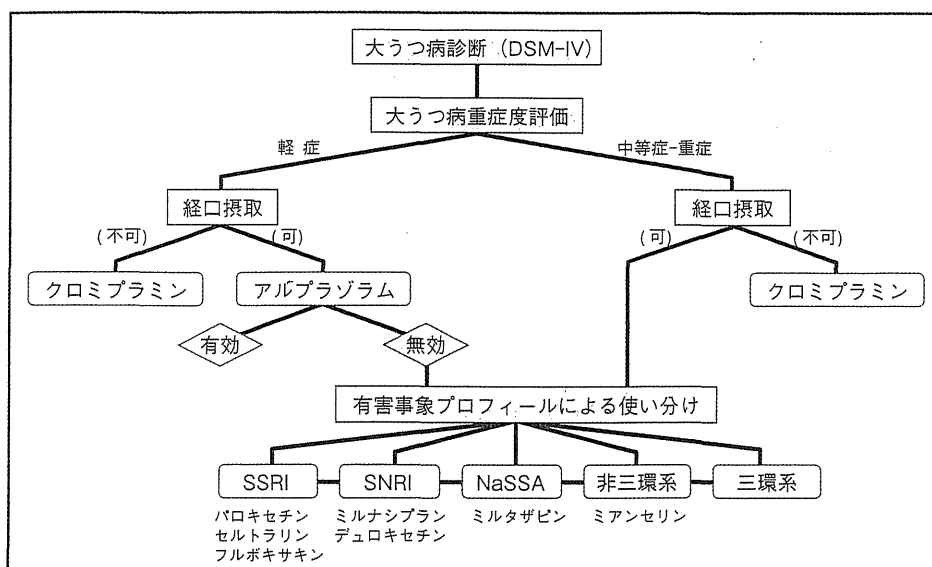 大うつ病診断（DSM-IV）
大うつ病重症度評価
軽 症
中等症-重症
経口摂取
経口摂取
（不可）
（可）
（可）
（不可）
クロミプラミン
アルプラゾラム
クロミプラミン
有効
無効
有害事象プロフィールによる使い分け
SSRI
SNRI
NaSSA
非三環系
三環系
パロキセチン
セルトラリン
フルボキサキン
ミルナシプラン
デュロキセチン
ミルタザピン
ミアンセリン